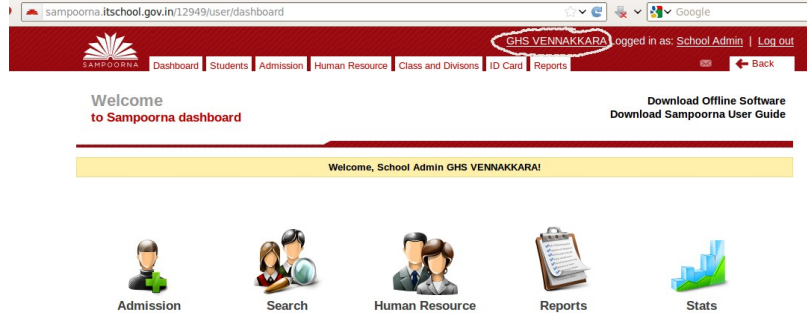 sampoorna.itschool.gov.in/12949/user/dashboard
Google
GHS VENNAKKARA Logged in as: School Admin | Log out
SAMPOORNA
Dashboard Students Admission Human Resource Class and Divisons ID Card Reports
Back
Welcome
to Sampoorna dashboard
Download Offline Software
Download Sampoorna User Guide
Welcome, School Admin GHS VENNAKKARA!
Admission Search Human Resource Reports Stats